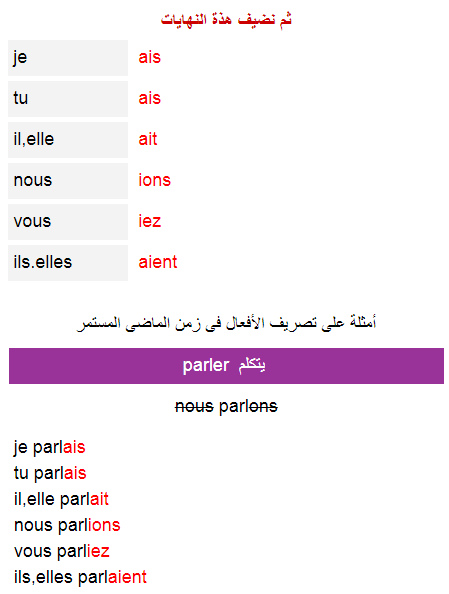 ثم نضيف هذة النهايات
je ais
tu ais
il,elle ait
nous ions
vous iez
ils.elles aient
أمثلة على تصريف الأفعال فى زمن الماضى المستمر
يتكلم parler
nous parlons
je parlais
tu parlais
il,elle parlait
nous parlions
vous parliez
ils,elles parlaient